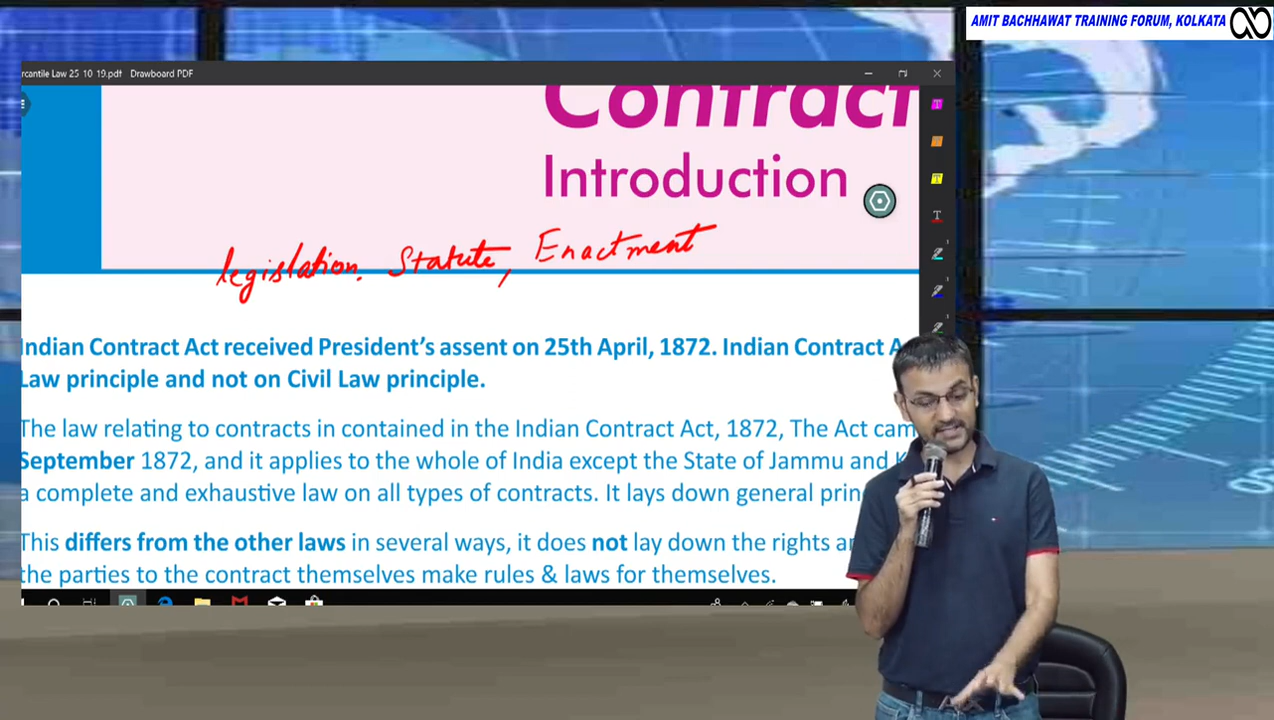 AMIT BACHHAWAT TRAINING FORUM, KOLKATA
rcantile Law 25 10 19.pdf Drawboard PDF
Contract
Introduction
legislation, Statute, Enactment
Indian Contract Act received President's assent on 25th April, 1872. Indian Contract A
Law principle and not on Civil Law principle.
The law relating to contracts in contained in the Indian Contract Act, 1872, The Act cam
September 1872, and it applies to the whole of India except the State of Jammu and K
a complete and exhaustive law on all types of contracts. It lays down general prin
This differs from the other laws in several ways, it does not lay down the rights a
the parties to the contract themselves make rules & laws for themselves.